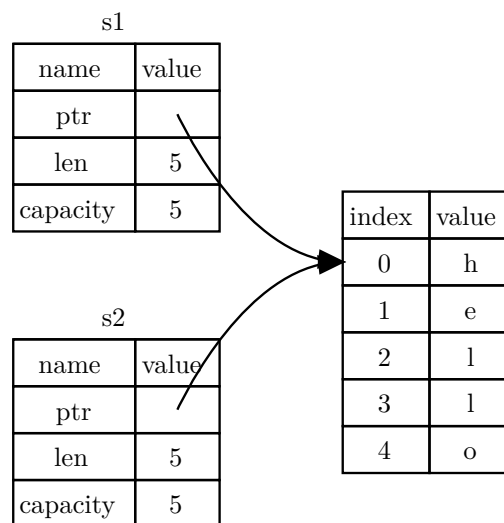 s1
name value
ptr
len 5
capacity 5
s2
name value
ptr
len 5
capacity 5
index value
0 h
1 e
2 l
3 l
4 o